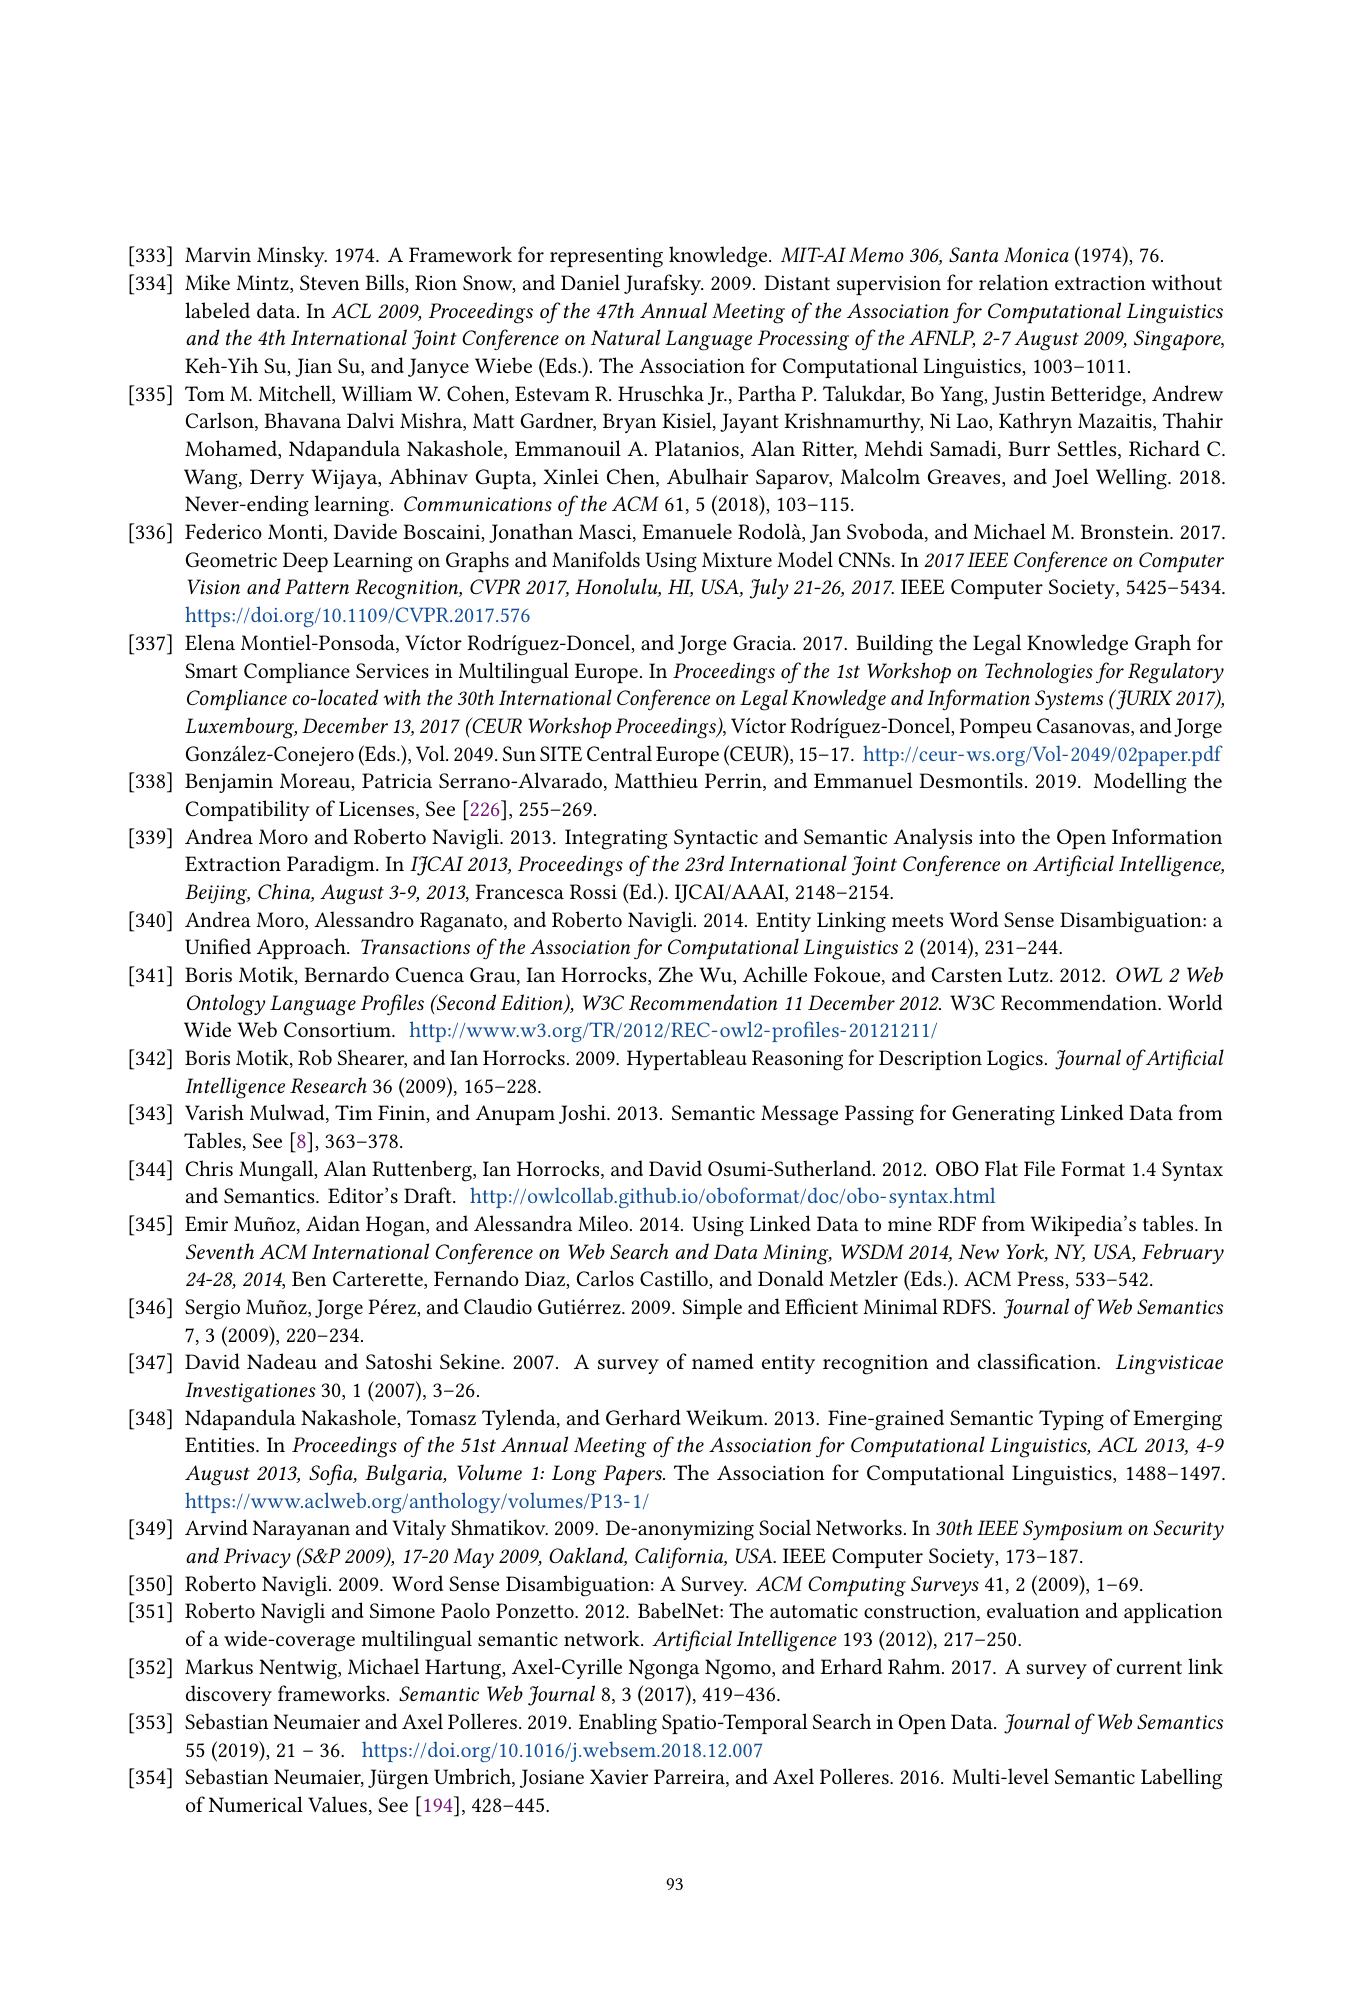 [333] Marvin Minsky. 1974. A Framework for representing knowledge. MIT-AI Memo 306, Santa Monica (1974), 76.
[334] Mike Mintz, Steven Bills, Rion Snow, and Daniel Jurafsky. 2009. Distant supervision for relation extraction without
labeled data. In ACL 2009, Proceedings of the 47th Annual Meeting of the Association for Computational Linguistics
and the 4th International Joint Conference on Natural Language Processing of the AFNLP, 2-7 August 2009, Singapore,
Keh-Yih Su, Jian Su, and Janyce Wiebe (Eds.). The Association for Computational Linguistics, 1003–1011.
[335] Tom M. Mitchell, William W. Cohen, Estevam R. Hruschka Jr., Partha P. Talukdar, Bo Yang, Justin Betteridge, Andrew
Carlson, Bhavana Dalvi Mishra, Matt Gardner, Bryan Kisiel, Jayant Krishnamurthy, Ni Lao, Kathryn Mazaitis, Thahir
Mohamed, Ndapandula Nakashole, Emmanouil A. Platanios, Alan Ritter, Mehdi Samadi, Burr Settles, Richard C.
Wang, Derry Wijaya, Abhinav Gupta, Xinlei Chen, Abulhair Saparov, Malcolm Greaves, and Joel Welling. 2018.
Never-ending learning. Communications of the ACM 61, 5 (2018), 103–115.
[336] Federico Monti, Davide Boscaini, Jonathan Masci, Emanuele Rodolà, Jan Svoboda, and Michael M. Bronstein. 2017.
Geometric Deep Learning on Graphs and Manifolds Using Mixture Model CNNs. In 2017 IEEE Conference on Computer
Vision and Pattern Recognition, CVPR 2017, Honolulu, HI, USA, July 21-26, 2017. IEEE Computer Society, 5425–5434.
https://doi.org/10.1109/CVPR.2017.576
[337] Elena Montiel-Ponsoda, Víctor Rodríguez-Doncel, and Jorge Gracia. 2017. Building the Legal Knowledge Graph for
Smart Compliance Services in Multilingual Europe. In Proceedings of the 1st Workshop on Technologies for Regulatory
Compliance co-located with the 30th International Conference on Legal Knowledge and Information Systems (JURIX 2017),
Luxembourg, December 13, 2017 (CEUR Workshop Proceedings), Víctor Rodríguez-Doncel, Pompeu Casanovas, and Jorge
González-Conejero (Eds.), Vol. 2049. Sun SITE Central Europe (CEUR), 15–17. http://ceur-ws.org/Vol-2049/02paper.pdf
[338] Benjamin Moreau, Patricia Serrano-Alvarado, Matthieu Perrin, and Emmanuel Desmontils. 2019. Modelling the
Compatibility of Licenses, See [226], 255–269.
[339] Andrea Moro and Roberto Navigli. 2013. Integrating Syntactic and Semantic Analysis into the Open Information
Extraction Paradigm. In IJCAI 2013, Proceedings of the 23rd International Joint Conference on Artificial Intelligence,
Beijing, China, August 3-9, 2013, Francesca Rossi (Ed.). IJCAI/AAAI, 2148–2154.
[340] Andrea Moro, Alessandro Raganato, and Roberto Navigli. 2014. Entity Linking meets Word Sense Disambiguation: a
Unified Approach. Transactions of the Association for Computational Linguistics 2 (2014), 231–244.
[341] Boris Motik, Bernardo Cuenca Grau, Ian Horrocks, Zhe Wu, Achille Fokoue, and Carsten Lutz. 2012. OWL 2 Web
Ontology Language Profiles (Second Edition), W3C Recommendation 11 December 2012. W3C Recommendation. World
Wide Web Consortium. http://www.w3.org/TR/2012/REC-owl2-profiles-20121211/
[342] Boris Motik, Rob Shearer, and Ian Horrocks. 2009. Hypertableau Reasoning for Description Logics. Journal of Artificial
Intelligence Research 36 (2009), 165–228.
[343] Varish Mulwad, Tim Finin, and Anupam Joshi. 2013. Semantic Message Passing for Generating Linked Data from
Tables, See [8], 363–378.
[344] Chris Mungall, Alan Ruttenberg, Ian Horrocks, and David Osumi-Sutherland. 2012. OBO Flat File Format 1.4 Syntax
and Semantics. Editor's Draft. http://owlcollab.github.io/oboformat/doc/obo-syntax.html
[345] Emir Muñoz, Aidan Hogan, and Alessandra Mileo. 2014. Using Linked Data to mine RDF from Wikipedia's tables. In
Seventh ACM International Conference on Web Search and Data Mining, WSDM 2014, New York, NY, USA, February
24-28, 2014, Ben Carterette, Fernando Diaz, Carlos Castillo, and Donald Metzler (Eds.). ACM Press, 533–542.
[346] Sergio Muñoz, Jorge Pérez, and Claudio Gutiérrez. 2009. Simple and Efficient Minimal RDFS. Journal of Web Semantics
7, 3 (2009), 220–234.
[347] David Nadeau and Satoshi Sekine. 2007. A survey of named entity recognition and classification. Lingvisticae
Investigationes 30, 1 (2007), 3–26.
[348] Ndapandula Nakashole, Tomasz Tylenda, and Gerhard Weikum. 2013. Fine-grained Semantic Typing of Emerging
Entities. In Proceedings of the 51st Annual Meeting of the Association for Computational Linguistics, ACL 2013, 4-9
August 2013, Sofia, Bulgaria, Volume 1: Long Papers. The Association for Computational Linguistics, 1488–1497.
https://www.aclweb.org/anthology/volumes/P13-1/
[349] Arvind Narayanan and Vitaly Shmatikov. 2009. De-anonymizing Social Networks. In 30th IEEE Symposium on Security
and Privacy (S&P 2009), 17-20 May 2009, Oakland, California, USA. IEEE Computer Society, 173–187.
[350] Roberto Navigli. 2009. Word Sense Disambiguation: A Survey. ACM Computing Surveys 41, 2 (2009), 1–69.
[351] Roberto Navigli and Simone Paolo Ponzetto. 2012. BabelNet: The automatic construction, evaluation and application
of a wide-coverage multilingual semantic network. Artificial Intelligence 193 (2012), 217–250.
[352] Markus Nentwig, Michael Hartung, Axel-Cyrille Ngonga Ngomo, and Erhard Rahm. 2017. A survey of current link
discovery frameworks. Semantic Web Journal 8, 3 (2017), 419–436.
[353] Sebastian Neumaier and Axel Polleres. 2019. Enabling Spatio-Temporal Search in Open Data. Journal of Web Semantics
55 (2019), 21 – 36. https://doi.org/10.1016/j.websem.2018.12.007
[354] Sebastian Neumaier, Jürgen Umbrich, Josiane Xavier Parreira, and Axel Polleres. 2016. Multi-level Semantic Labelling
of Numerical Values, See [194], 428–445.
93